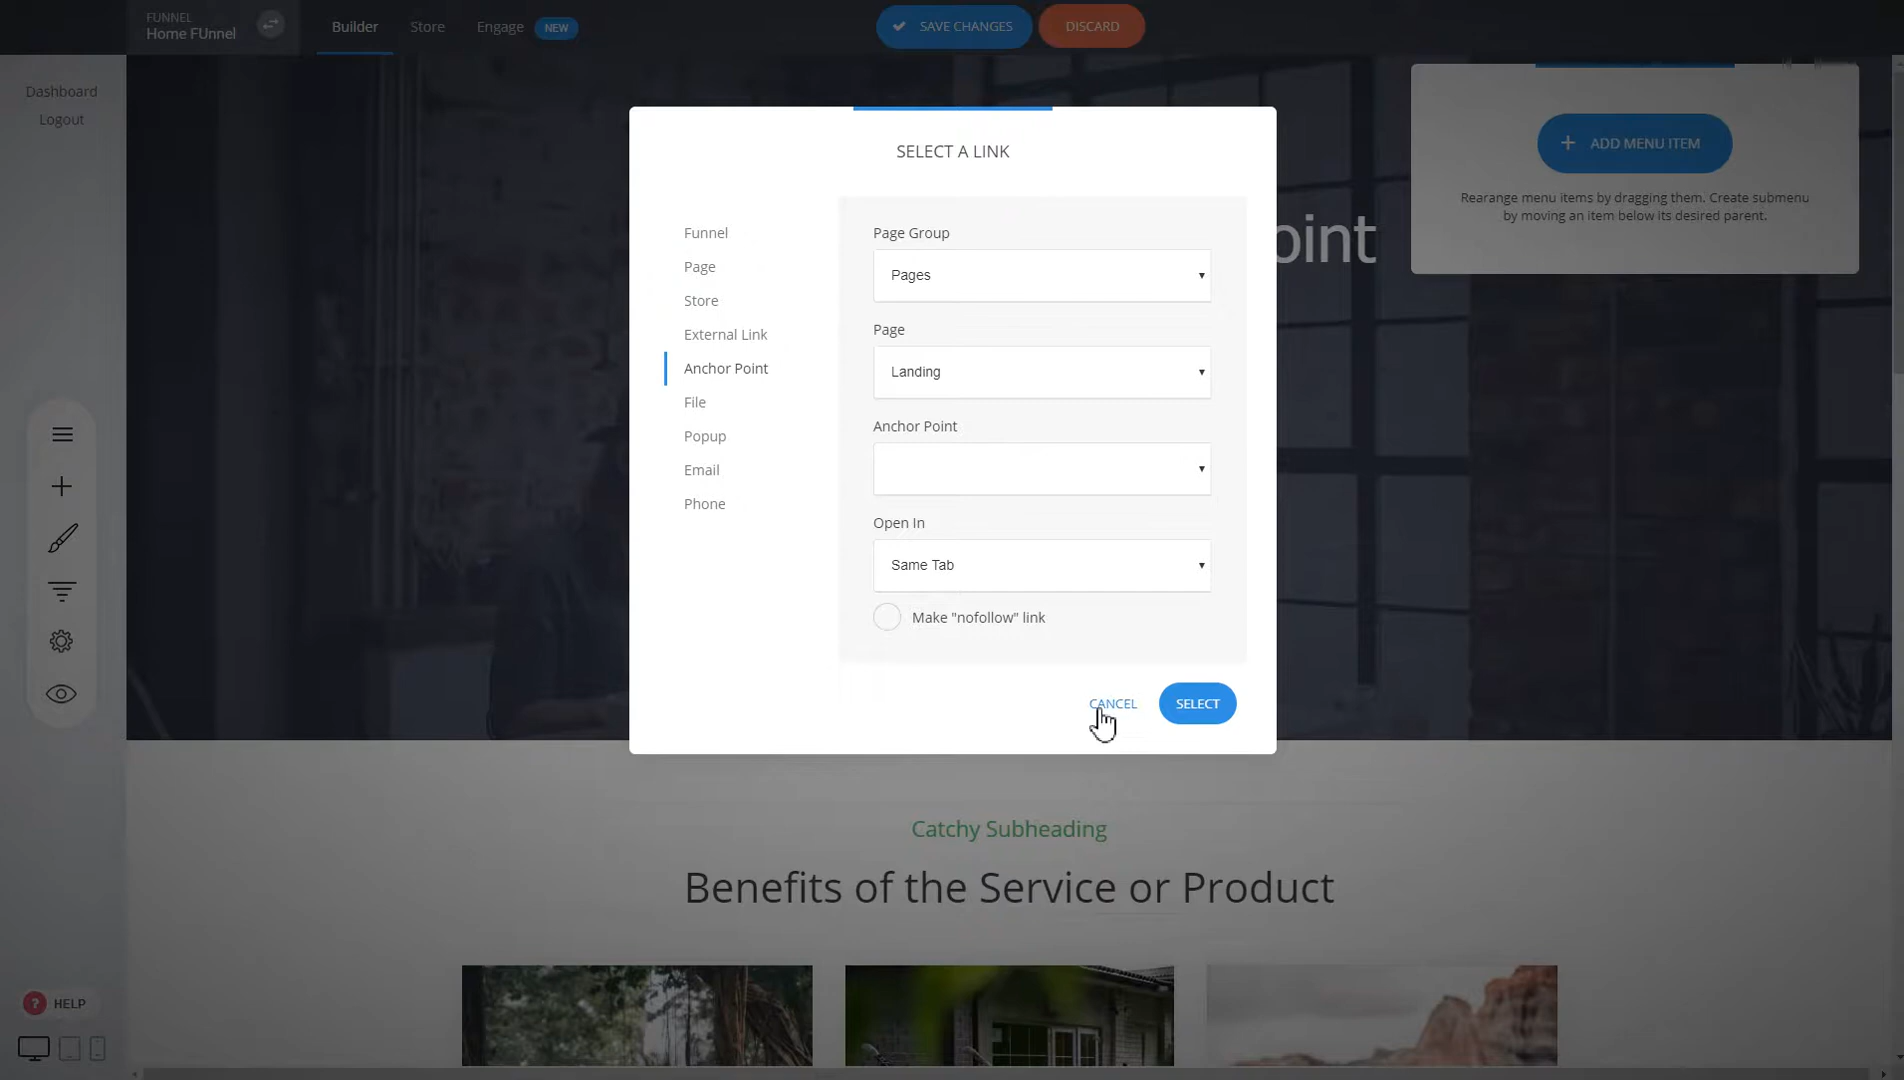 FUNNEL
Home FUnnel
Builder
Store
Engage
NEW
SAVE CHANGES
DISCARD
Dashboard
Logout
SELECT A LINK
ADD MENU ITEM
Rearrange menu items by dragging them. Create submenu
by moving an item below its desired parent.
oint
Funnel
Page
Store
External Link
Anchor Point
File
Popup
Email
Phone
Page Group
Pages
Page
Landing
Anchor Point
Open In
Same Tab
Make "nofollow" link
CANCEL
SELECT
Catchy Subheading
Benefits of the Service or Product
? HELP